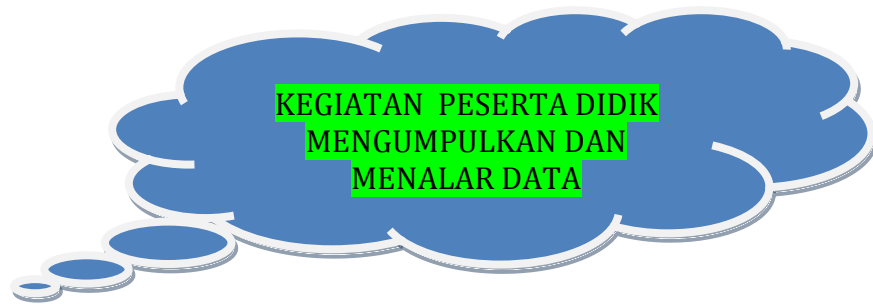 KEGIATAN  PESERTA DIDIK
MENGUMPULKAN DAN
MENALAR DATA